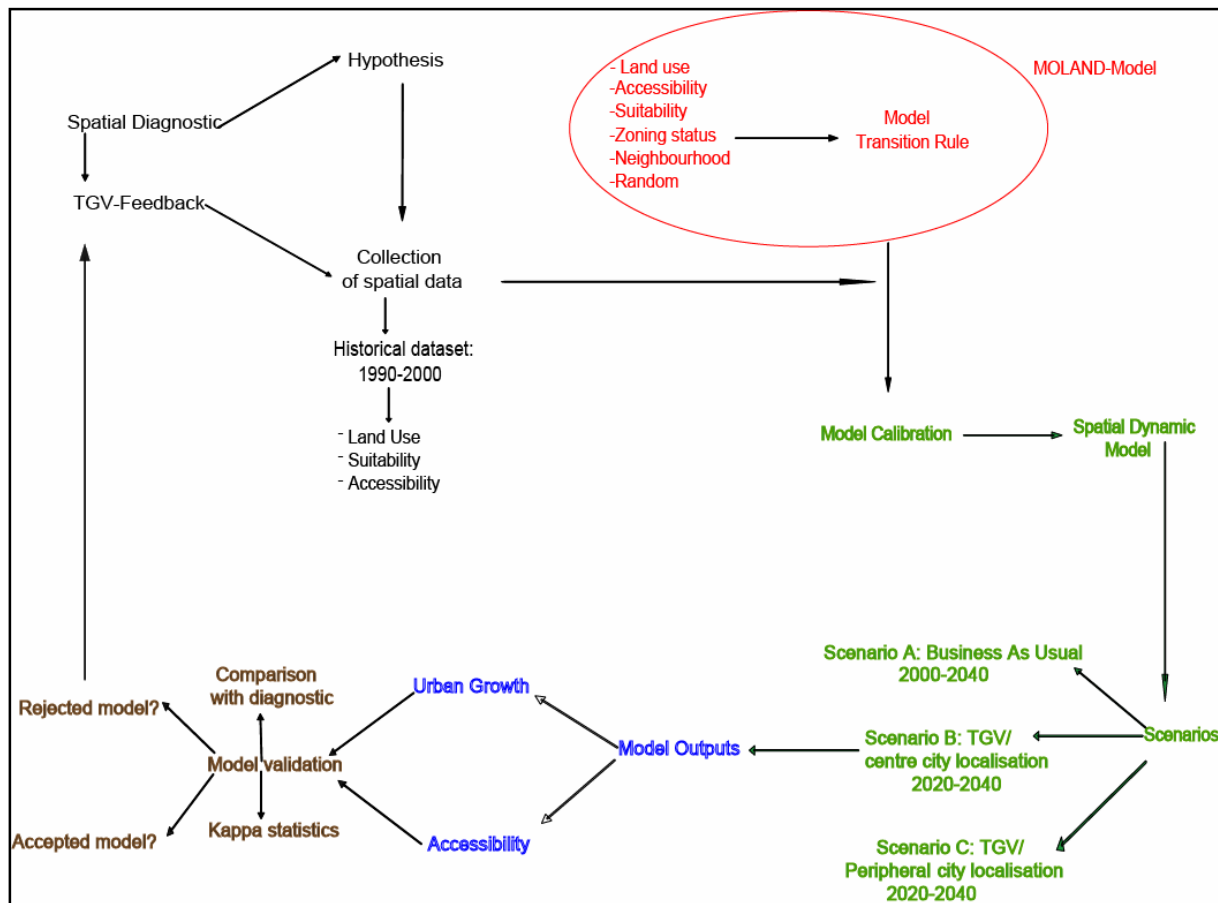 Hypothesis
Spatial Diagnostic
TGV-Feedback
Collection
of spatial data
Historical dataset:
1990-2000
- Land Use
- Suitability
- Accessibility
- Land use
-Accessibility
-Suitability
-Zoning status
-Neighbourhood
-Random
Model
Transition Rule
MOLAND-Model
Model Calibration
Spatial Dynamic
Model
Scenarios
Scenario A: Business As Usual
2000-2040
Scenario B: TGV/
centre city localisation
2020-2040
Scenario C: TGV/
Peripheral city localisation
2020-2040
Model Outputs
Urban Growth
Accessibility
Model validation
Comparison
with diagnostic
Kappa statistics
Rejected model?
Accepted model?